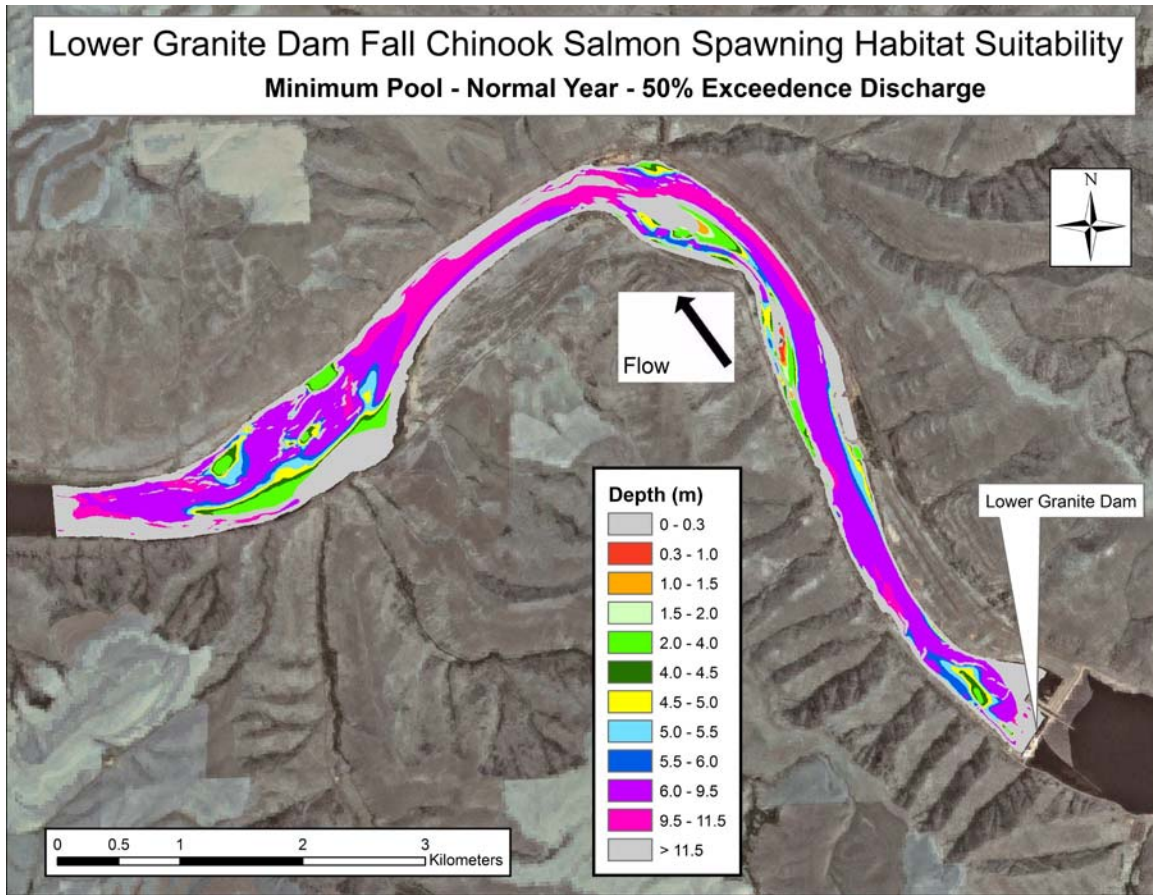 Lower Granite Dam Fall Chinook Salmon Spawning Habitat Suitability
Minimum Pool - Normal Year - 50% Exceedence Discharge
N
Flow
Lower Granite Dam
Depth (m)
0 - 0.3
0.3 - 1.0
1.0 - 1.5
1.5 - 2.0
2.0 - 4.0
4.0 - 4.5
4.5 - 5.0
5.0 - 5.5
5.5 - 6.0
6.0 - 9.5
9.5 - 11.5
> 11.5
0 0.5 1 2 3
Kilometers